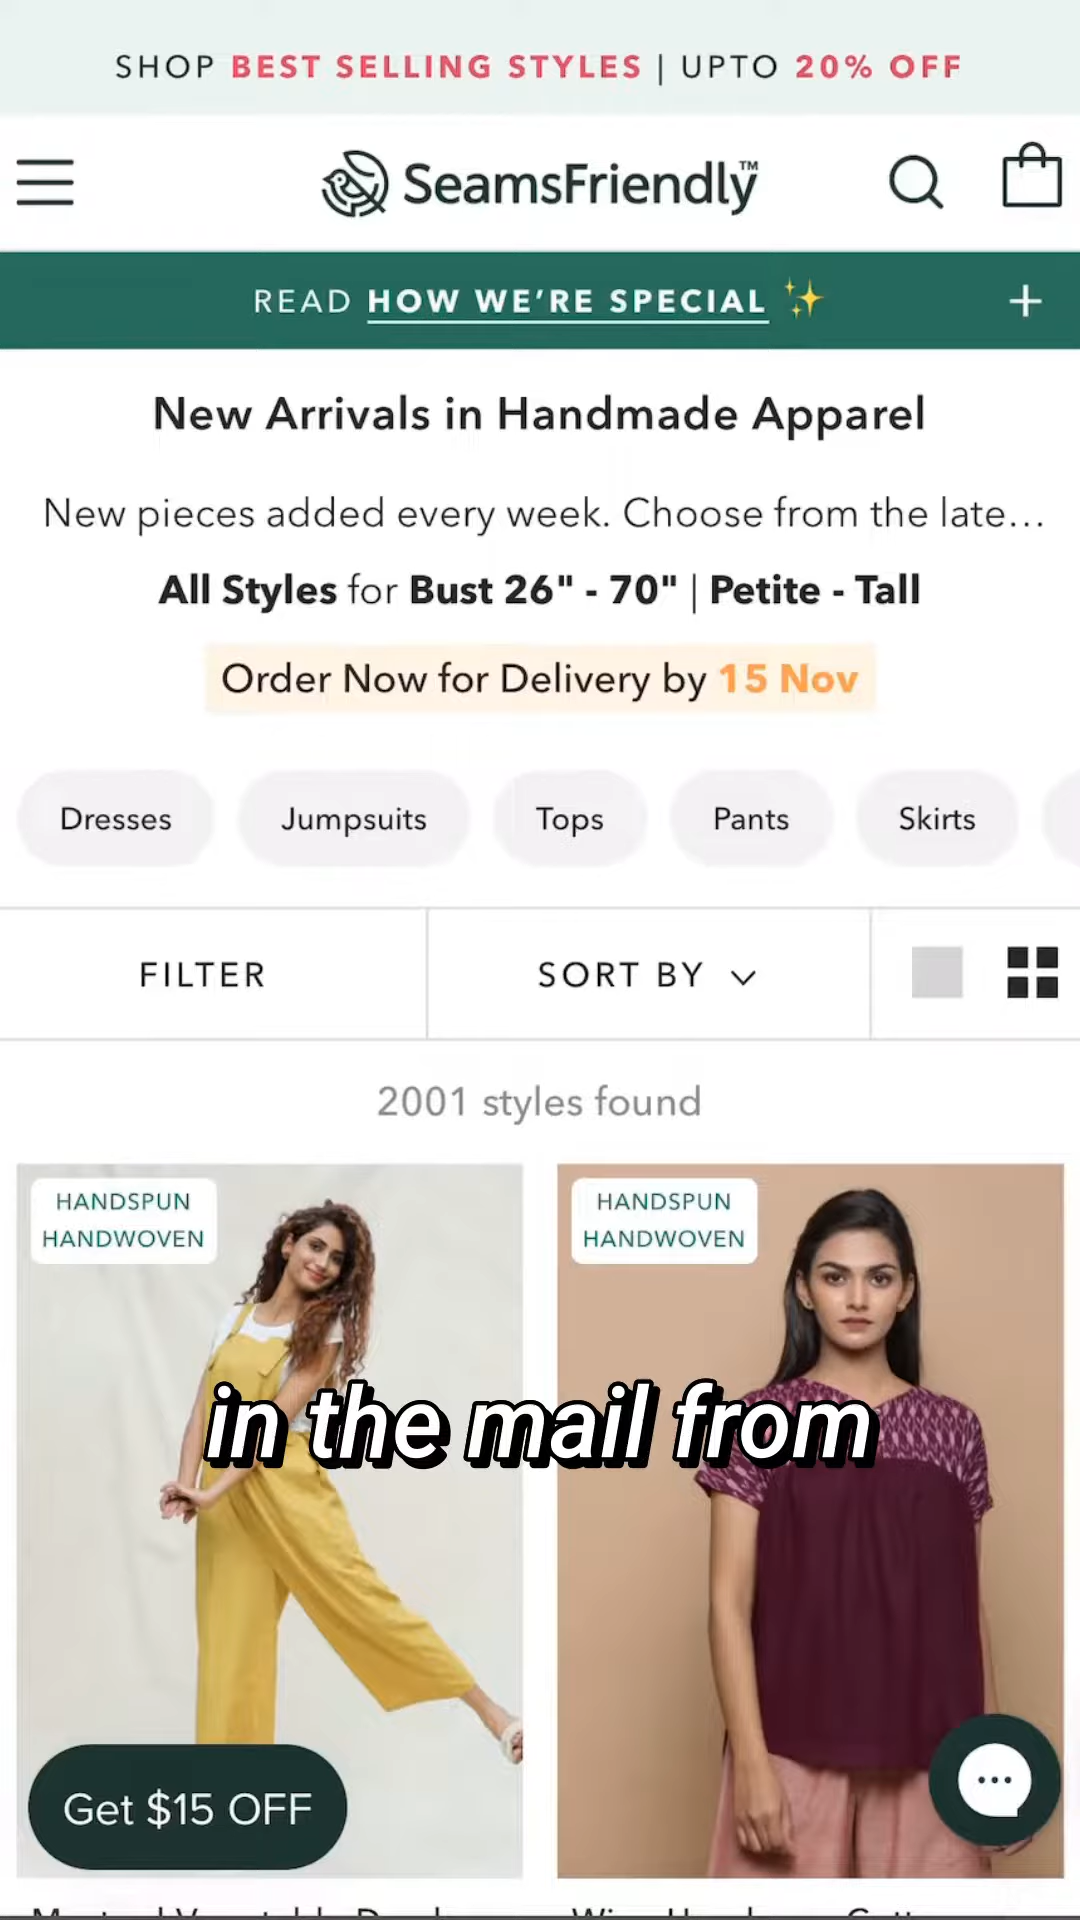 SHOP BEST SELLING STYLES | UPTO 20% OFF
SeamsFriendly™
READ HOW WE'RE SPECIAL ✨ +
New Arrivals in Handmade Apparel
New pieces added every week. Choose from the late...
All Styles for Bust 26" - 70" | Petite - Tall
Order Now for Delivery by 15 Nov
Dresses Jumpsuits Tops Pants Skirts
FILTER SORT BY
2001 styles found
HANDSPUN
HANDWOVEN
HANDSPUN
HANDWOVEN
in the mail from
Get $15 OFF